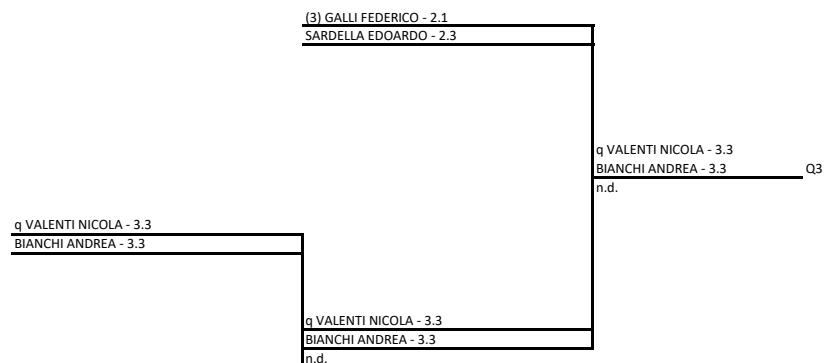 (3) GALLI FEDERICO - 2.1
SARDELLA EDOARDO - 2.3
q VALENTI NICOLA - 3.3
BIANCHI ANDREA - 3.3 Q3
n.d.
q VALENTI NICOLA - 3.3
BIANCHI ANDREA - 3.3
q VALENTI NICOLA - 3.3
BIANCHI ANDREA - 3.3
n.d.